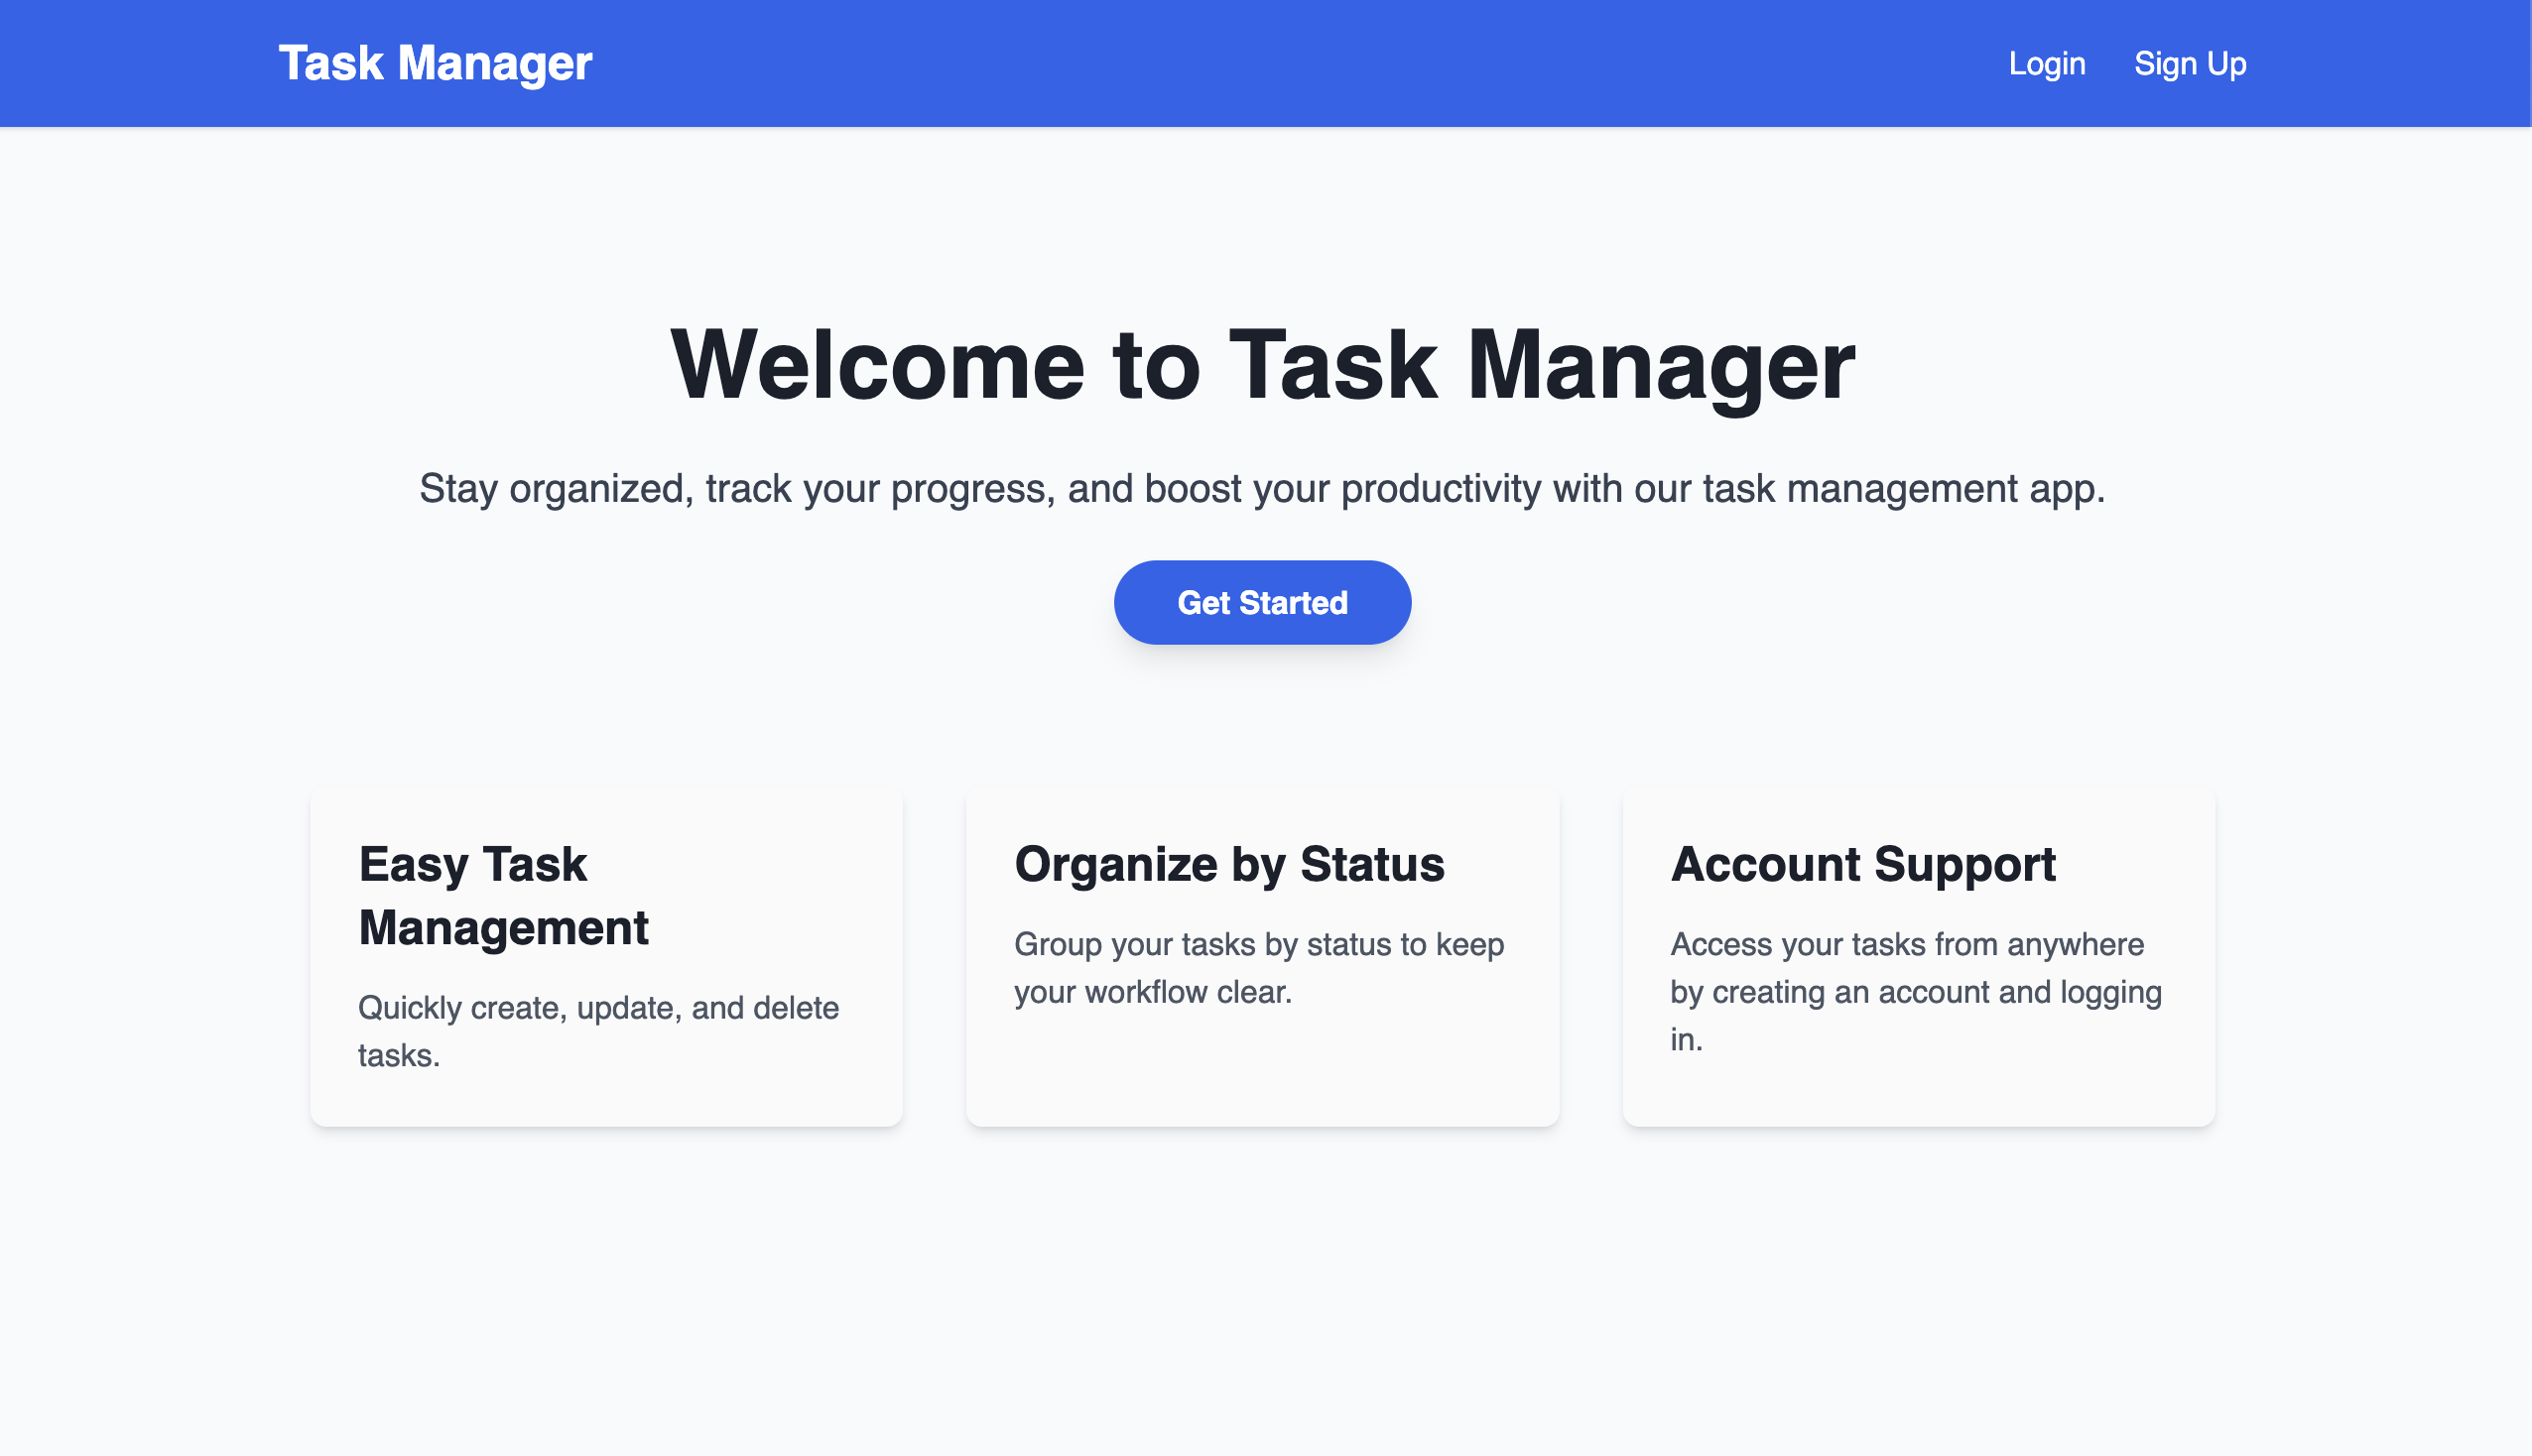 Task Manager
Login
Sign Up
Welcome to Task Manager
Stay organized, track your progress, and boost your productivity with our task management app.
Get Started
Easy Task
Management
Quickly create, update, and delete
tasks.
Organize by Status
Group your tasks by status to keep
your workflow clear.
Account Support
Access your tasks from anywhere
by creating an account and logging
in.